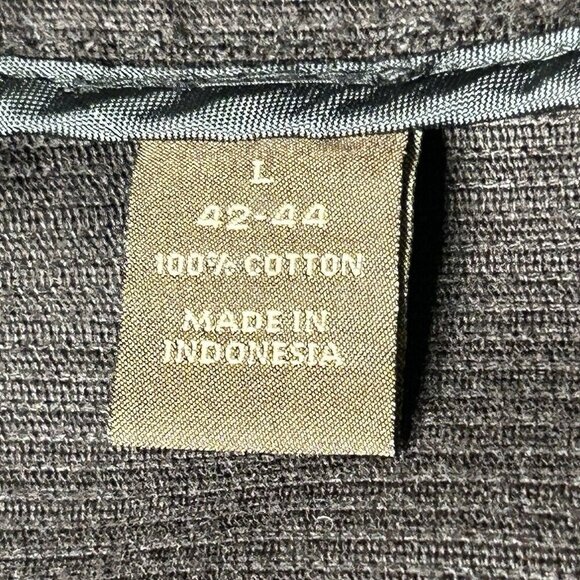 L
42-44
100% COTTON
MADE IN
INDONESIA